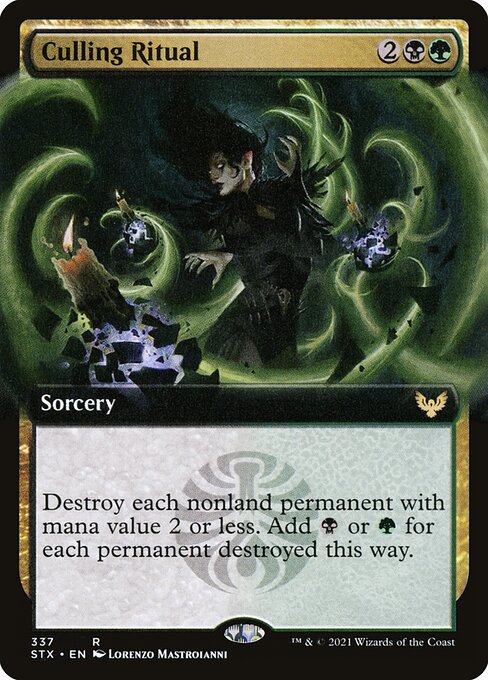 Culling Ritual 2
Sorcery
Destroy each nonland permanent with
mana value 2 or less. Add or for
each permanent destroyed this way.
337 R
STX • EN Lorenzo Mastroianni
™ & © 2021 Wizards of the Coast